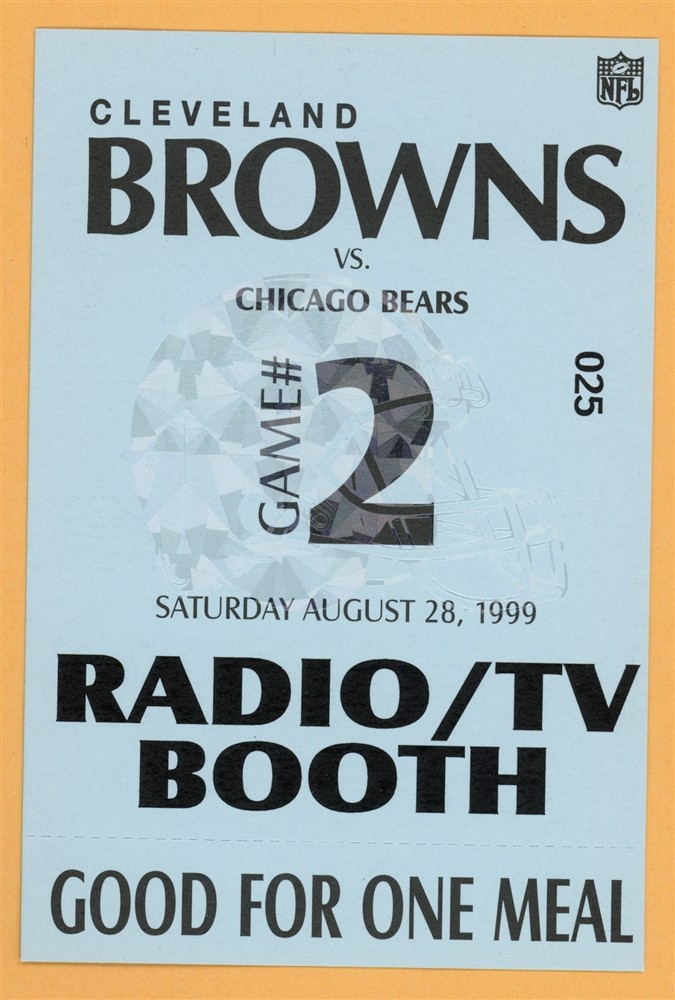 NFL
CLEVELAND
BROWNS
VS.
CHICAGO BEARS
GAME# 2
025
SATURDAY AUGUST 28, 1999
RADIO/TV
BOOTH
GOOD FOR ONE MEAL